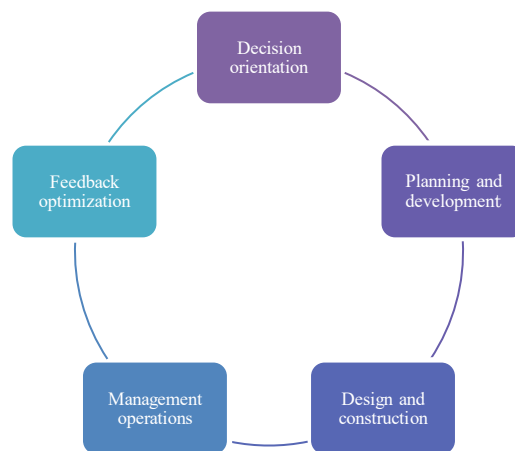 Decision
orientation
Planning and
development
Design and
construction
Management
operations
Feedback
optimization